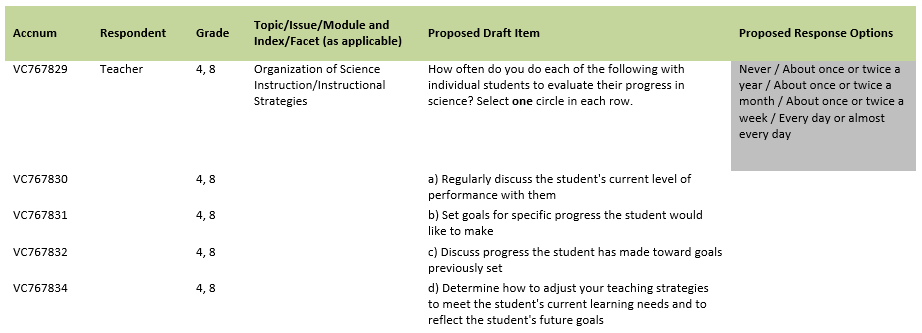 Accnum Respondent Grade Topic/Issue/Module and Index/Facet (as applicable) Proposed Draft Item Proposed Response Options
VC767829 Teacher 4, 8 Organization of Science How often do you do each of the following with Never / About once or twice a
Instruction/Instructional individual students to evaluate their progress in year / About once or twice a
Strategies science? Select one circle in each row. month / About once or twice a
week / Every day or almost
every day
VC767830 4, 8 a) Regularly discuss the student's current level of
performance with them
VC767831 4, 8 b) Set goals for specific progress the student would
like to make
VC767832 4, 8 c) Discuss progress the student has made toward goals
previously set
VC767834 4, 8 d) Determine how to adjust your teaching strategies
to meet the student's current learning needs and to
reflect the student's future goals